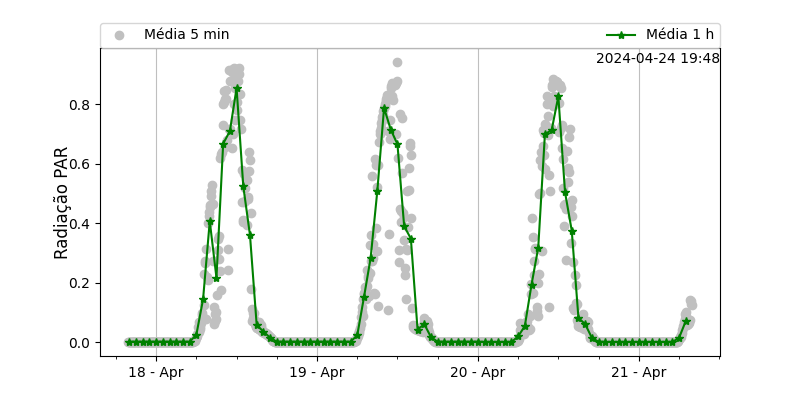 Média 5 min
Média 1 h
2024-04-24 19:48
Radiação PAR
0.8
0.6
0.4
0.2
0.0
18 - Apr
19 - Apr
20 - Apr
21 - Apr